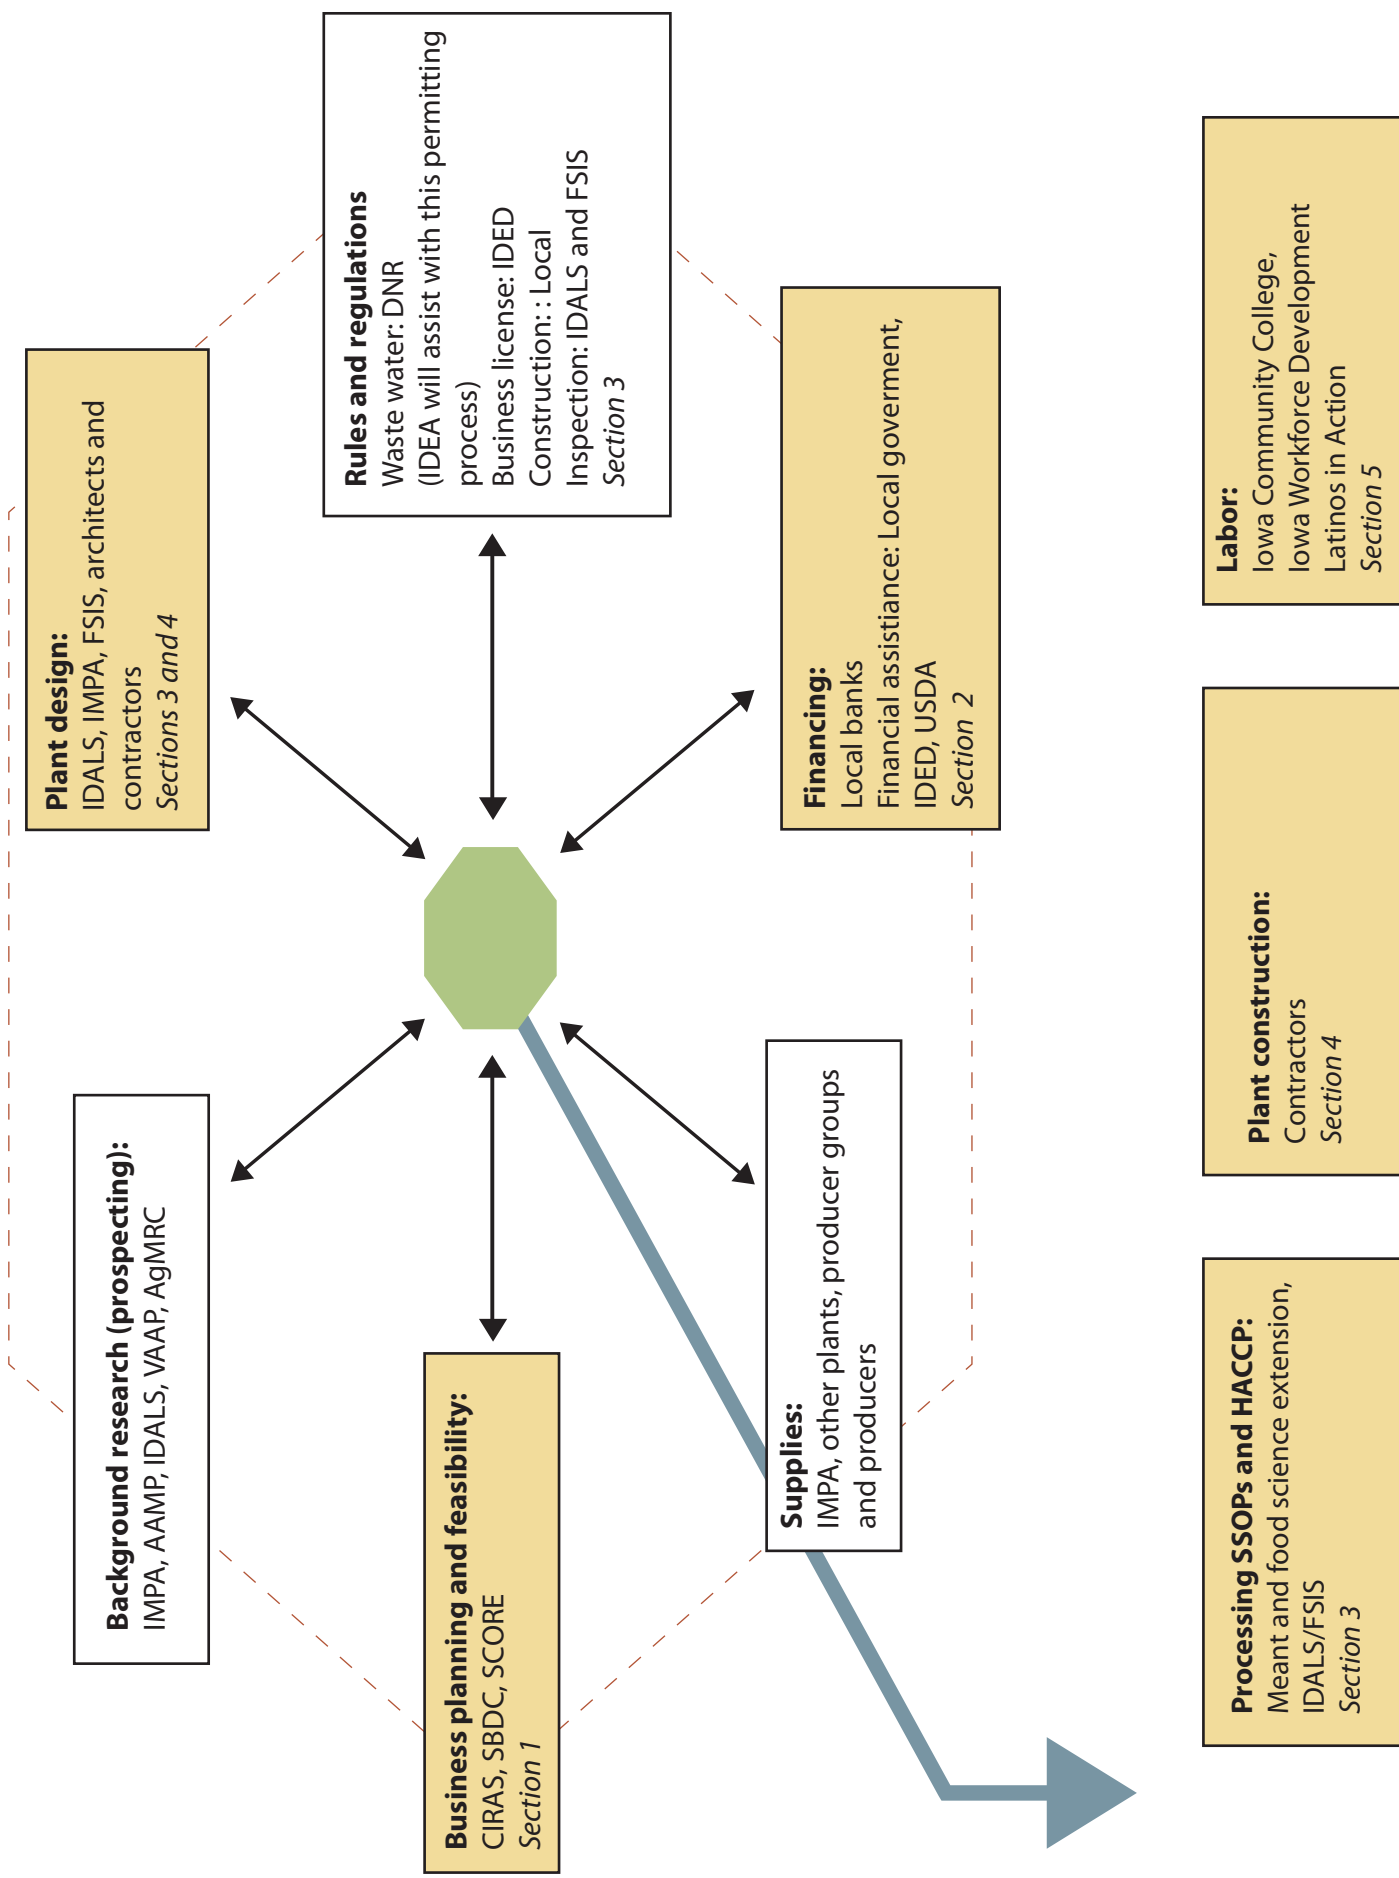 Background research (prospecting):
IMPA, AAMP, IDALS, VAAP, AgMRC
Plant design:
IDALS, IMPA, FSIS, architects and
contractors
Sections 3 and 4
Business planning and feasibility:
CIRAS, SBDC, SCORE
Section 1
Rules and regulations
Waste water: DNR
(IDEA will assist with this permitting
process)
Business license: IDED
Construction: : Local
Inspection: IDALS and FSIS
Section 3
Supplies:
IMPA, other plants, producer groups
and producers
Financing:
Local banks
Financial assistiance: Local goverment,
IDED, USDA
Section 2
Processing SSOPs and HACCP:
Meant and food science extension,
IDALS/FSIS
Section 3
Plant construction:
Contractors
Section 4
Labor:
Iowa Community College,
Iowa Workforce Development
Latinos in Action
Section 5